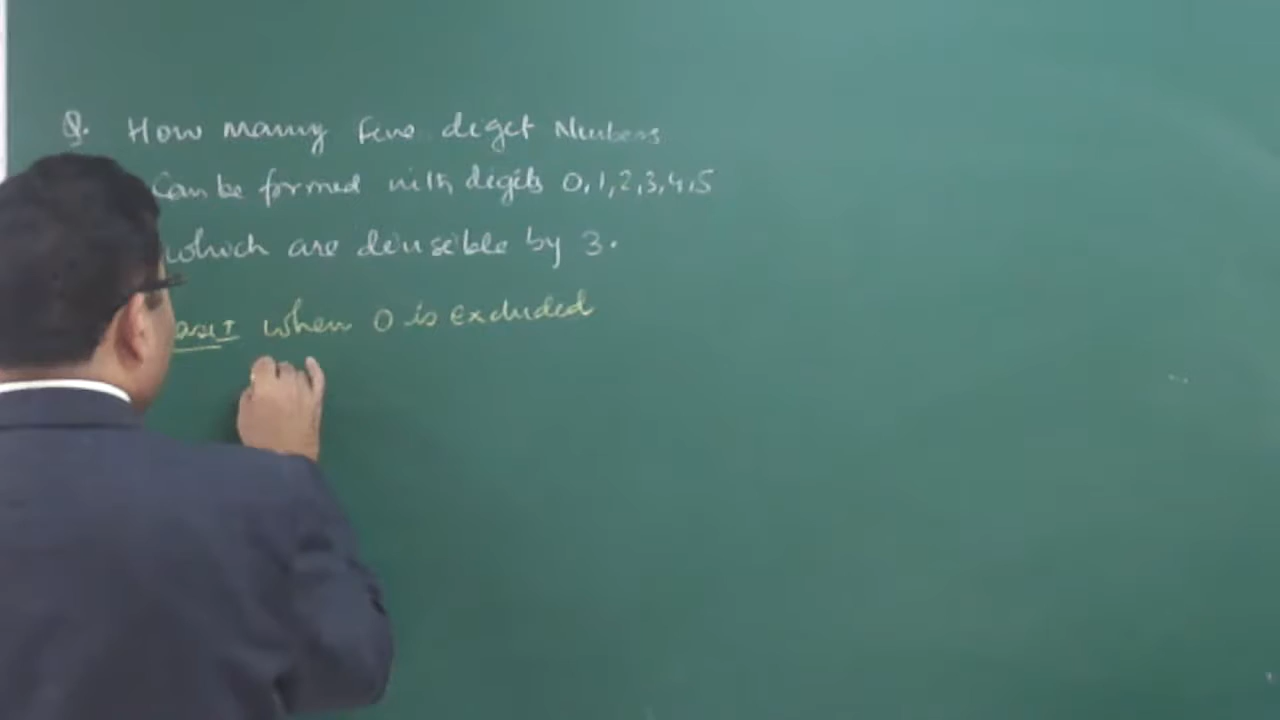 Q. How many five digit Numbers
Can be formed with digits 0,1,2,3,4,5
which are divisible by 3.
when 0 is excluded